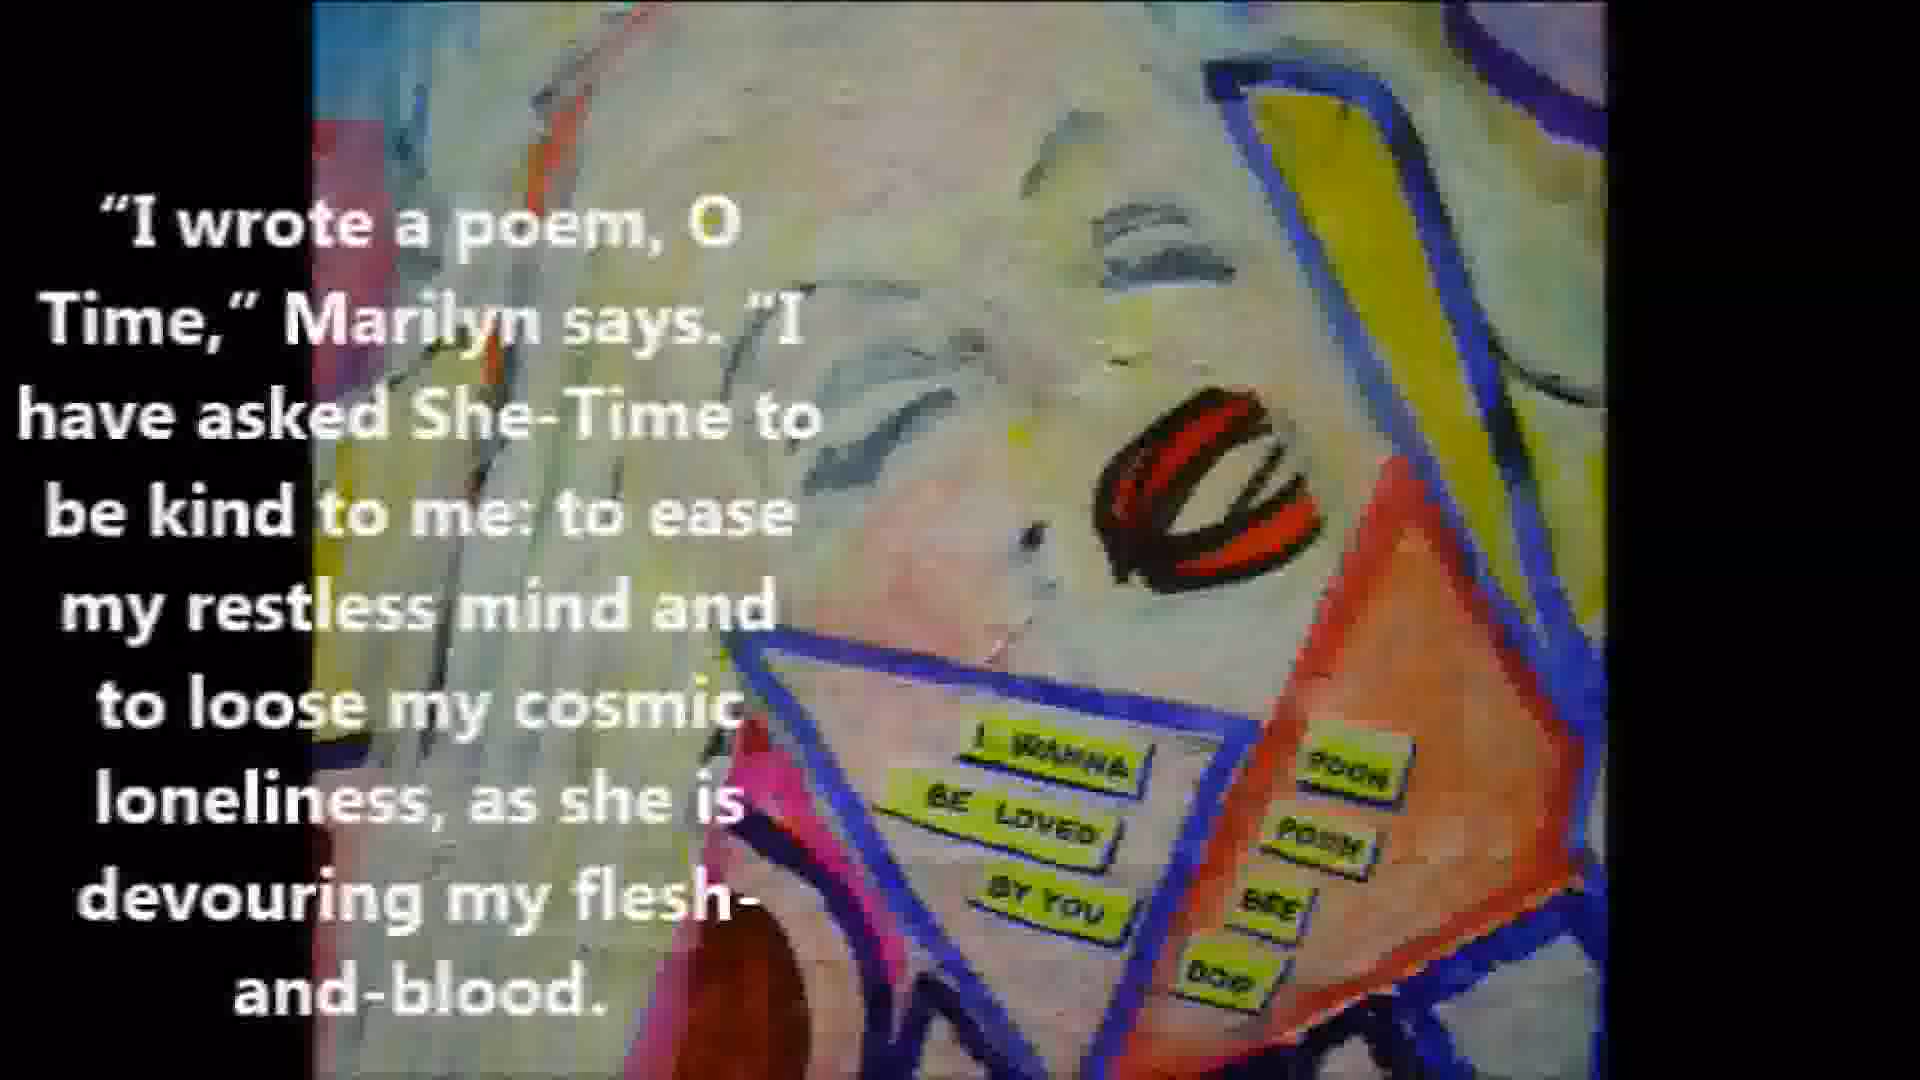 “I wrote a poem, O
Time,” Marilyn says. “I
have asked She-Time to
be kind to me: to ease
my restless mind and
to loose my cosmic
loneliness, as she is
devouring my flesh-
and-blood.
I WANNA
BE LOVED
BY YOU
POOH
POOH
BEE
DOP